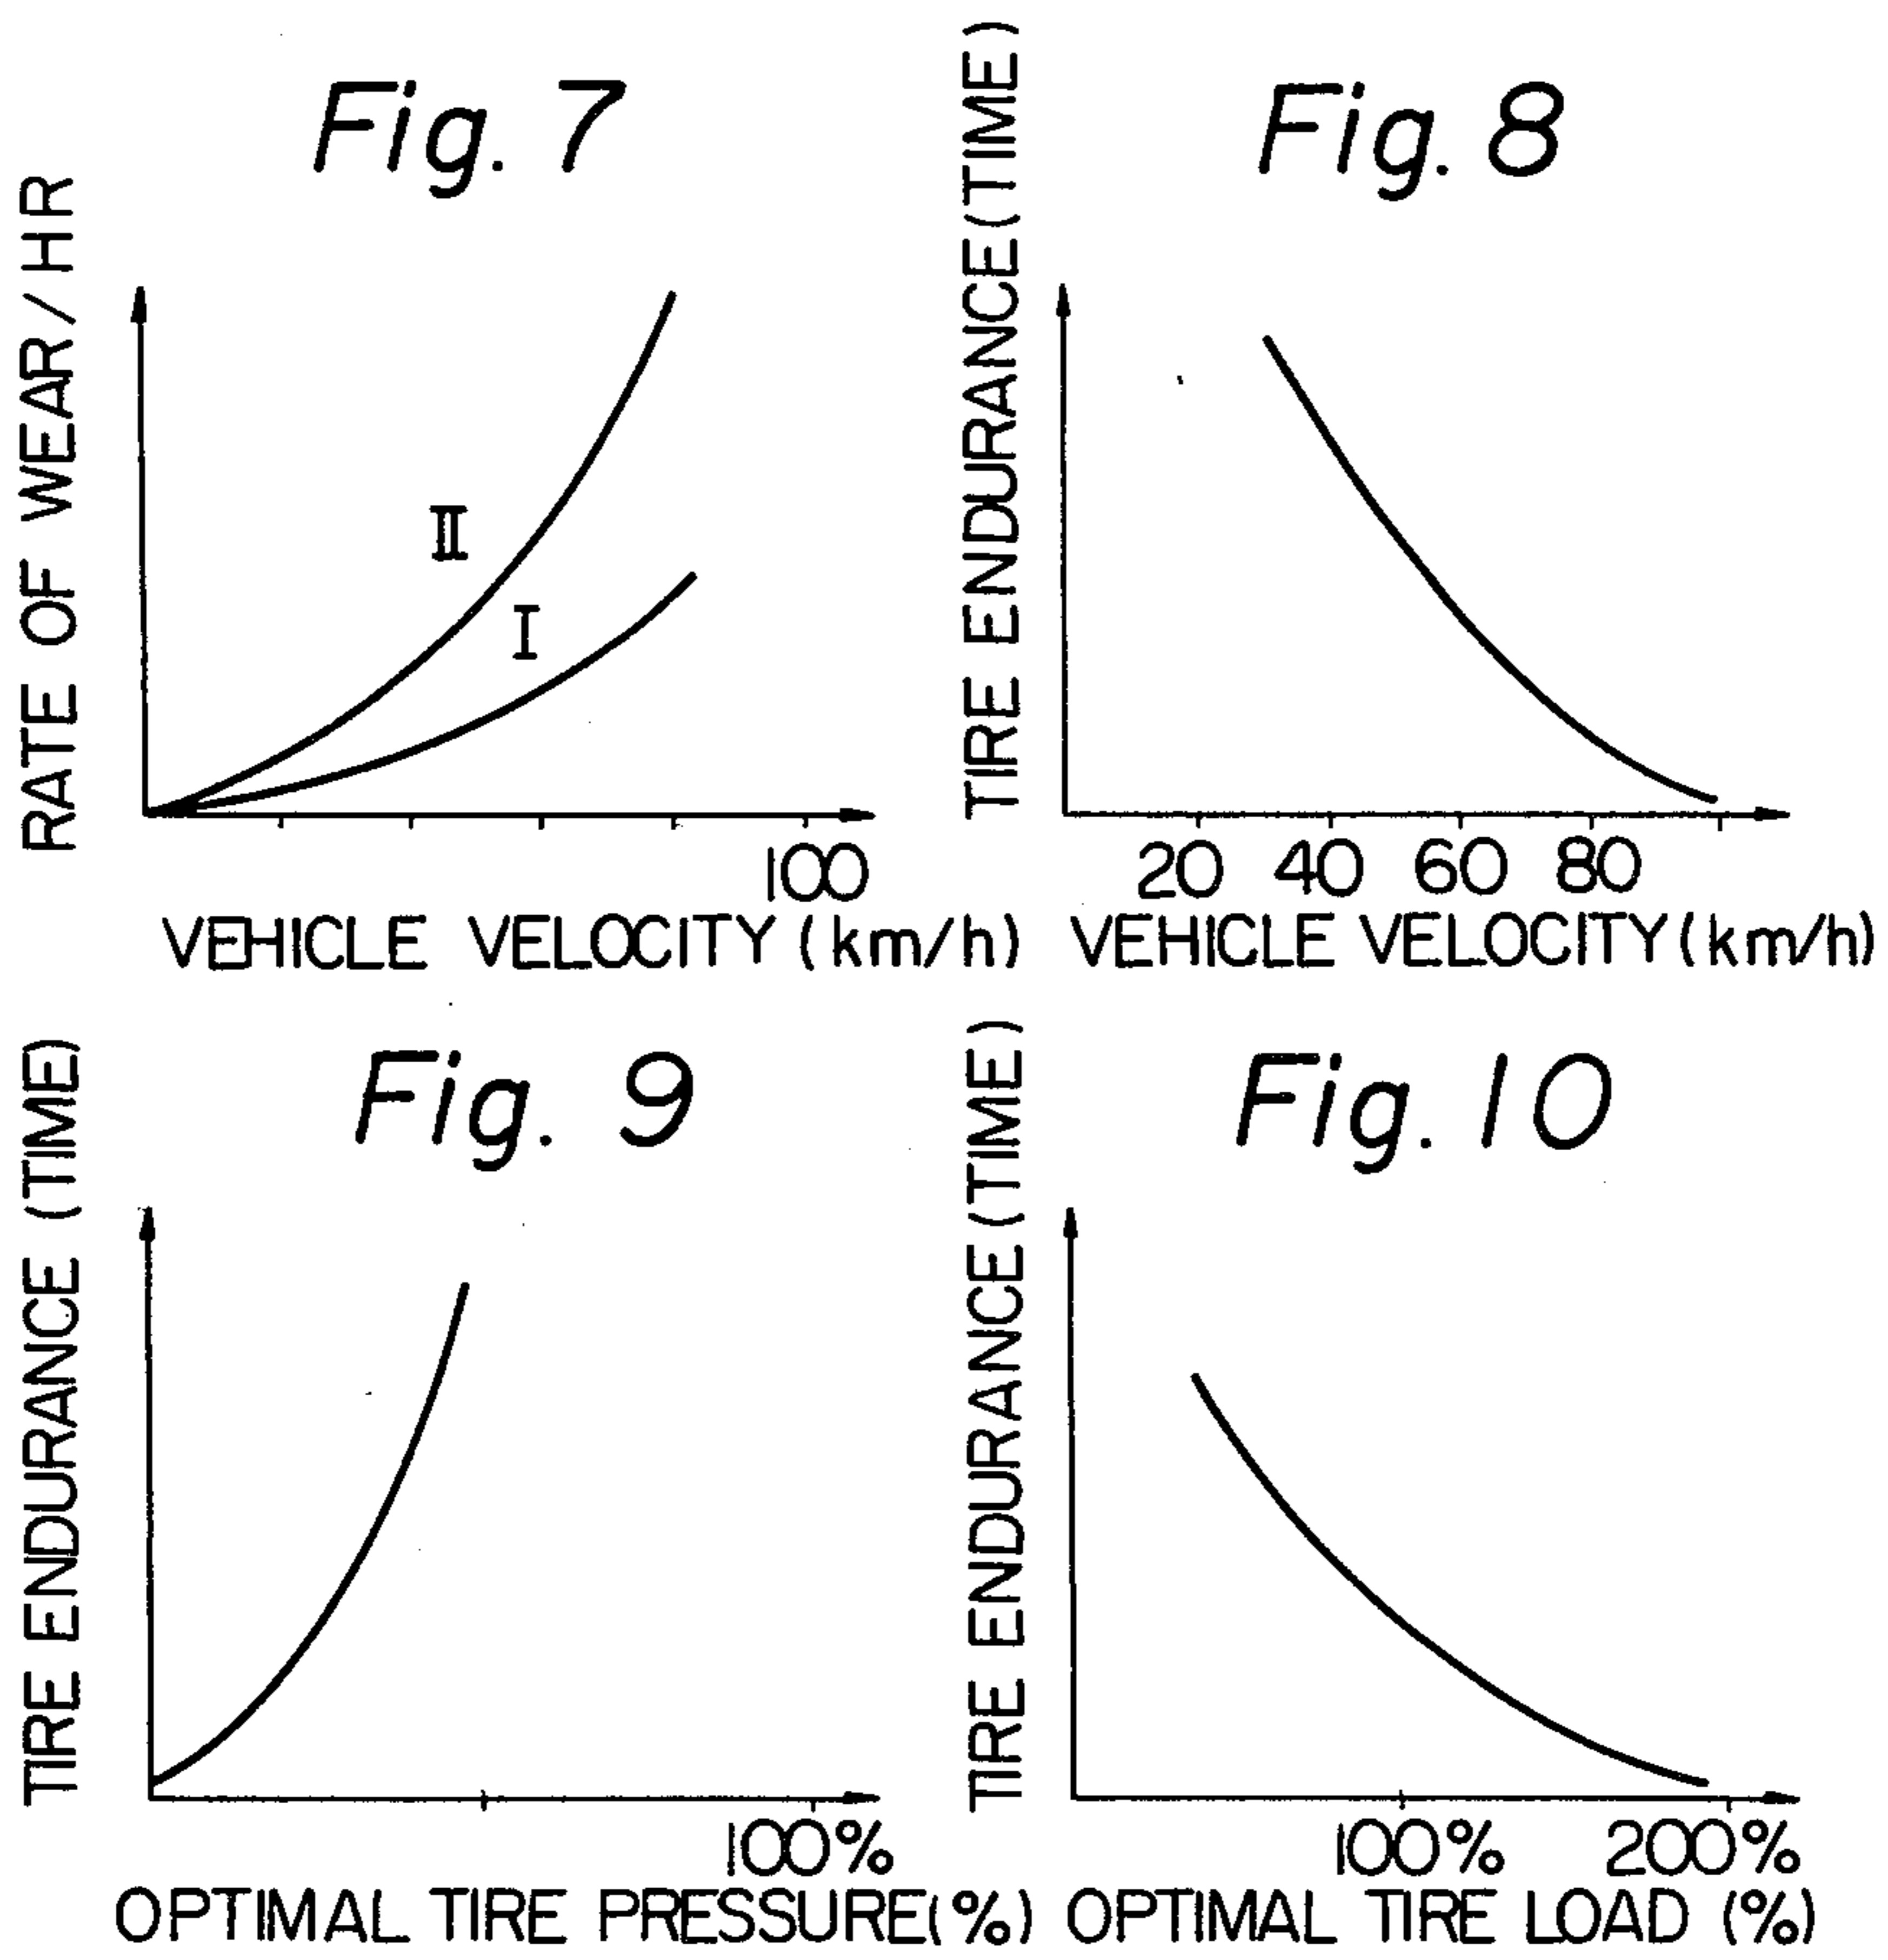 Fig. 7
RATE OF WEAR/HR
II
I
100
VEHICLE VELOCITY (km/h)
Fig. 8
TIRE ENDURANCE (TIME)
20 40 60 80
VEHICLE VELOCITY (km/h)
Fig. 9
TIRE ENDURANCE (TIME)
100%
OPTIMAL TIRE PRESSURE (%)
Fig. 10
TIRE ENDURANCE (TIME)
100% 200%
OPTIMAL TIRE LOAD (%)